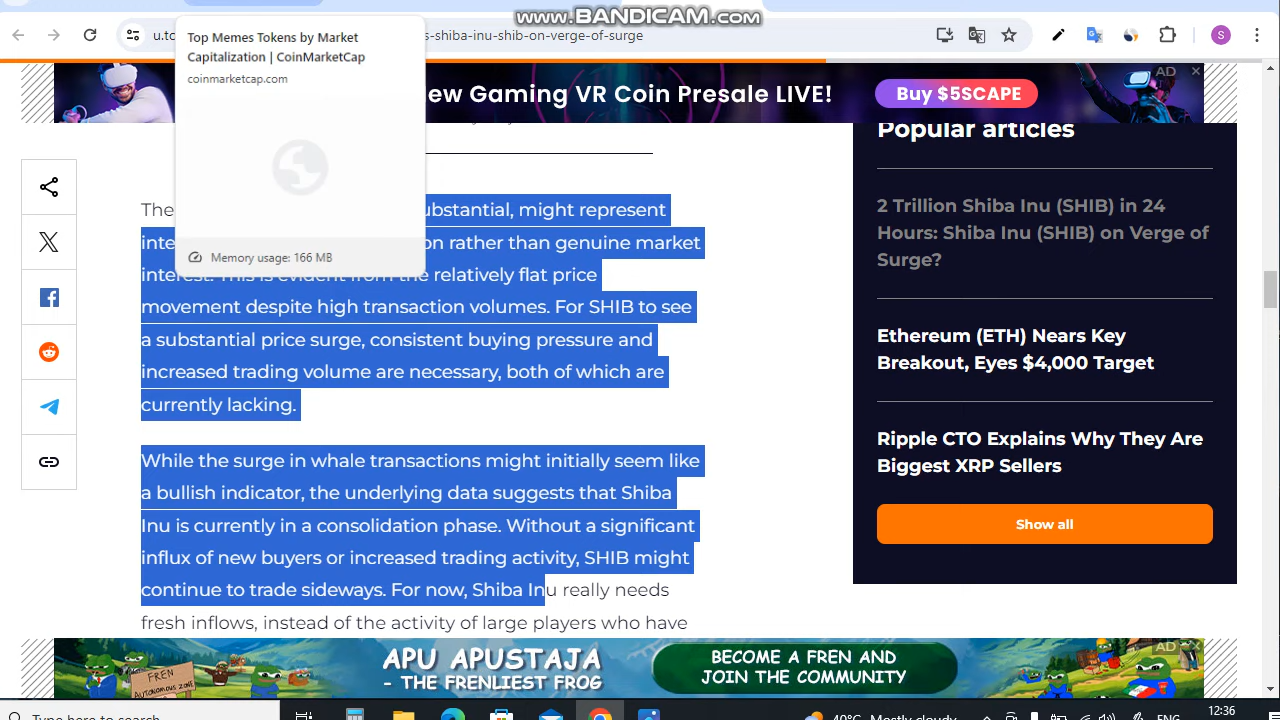 www.BANDICAM.com
u.to
s-shiba-inu-shib-on-verge-of-surge
S
Top Memes Tokens by Market
Capitalization | CoinMarketCap
coinmarketcap.com
Memory usage: 166 MB
ew Gaming VR Coin Presale LIVE!
Buy $5SCAPE
AD
The
ubstantial, might represent
inte
on rather than genuine market
interest. This is evident from the relatively flat price
movement despite high transaction volumes. For SHIB to see
a substantial price surge, consistent buying pressure and
increased trading volume are necessary, both of which are
currently lacking.
While the surge in whale transactions might initially seem like
a bullish indicator, the underlying data suggests that Shiba
Inu is currently in a consolidation phase. Without a significant
influx of new buyers or increased trading activity, SHIB might
continue to trade sideways. For now, Shiba Inu really needs
fresh inflows, instead of the activity of large players who have
Popular articles
2 Trillion Shiba Inu (SHIB) in 24
Hours: Shiba Inu (SHIB) on Verge of
Surge?
Ethereum (ETH) Nears Key
Breakout, Eyes $4,000 Target
Ripple CTO Explains Why They Are
Biggest XRP Sellers
Show all
FREN
AUTONOMOUS ZONE
APU APUSTAJA
- THE FRENLIEST FROG
BECOME A FREN AND
JOIN THE COMMUNITY
AD
Type here to search
40°C Mostly cloudy
ENG
12:36